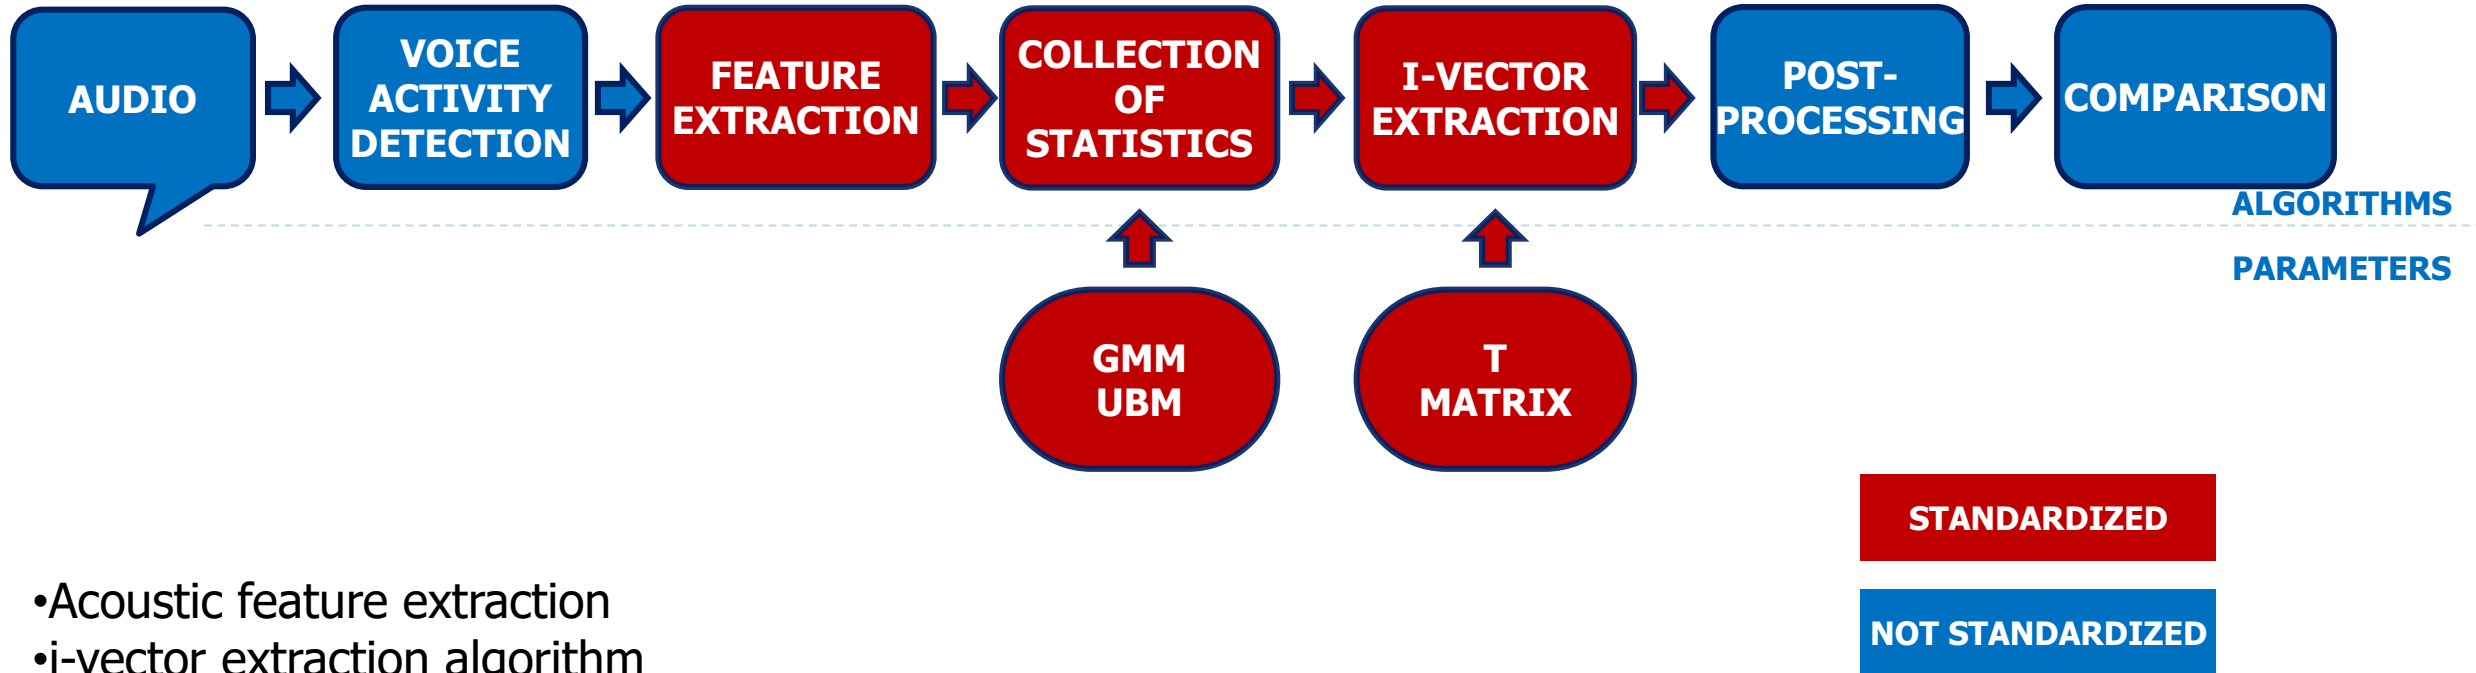 AUDIO
VOICE
ACTIVITY
DETECTION
FEATURE
EXTRACTION
COLLECTION
OF
STATISTICS
I-VECTOR
EXTRACTION
POST-
PROCESSING
COMPARISON
ALGORITHMS
PARAMETERS
GMM
UBM
T
MATRIX
STANDARDIZED
NOT STANDARDIZED
•Acoustic feature extraction
•i-vector extraction algorithm